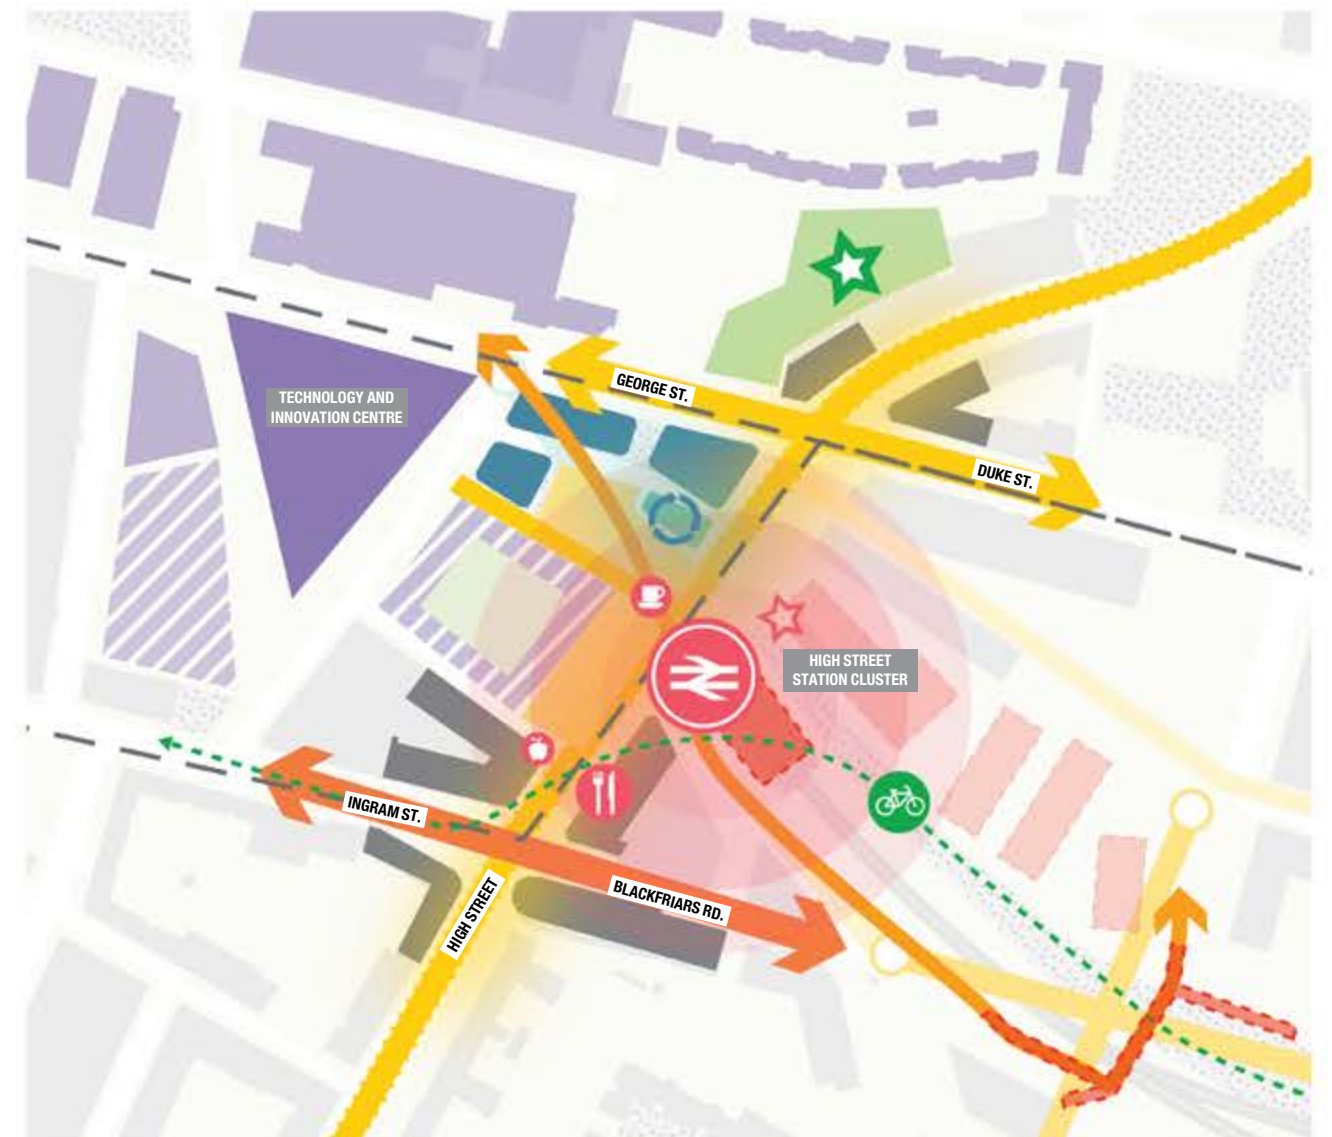 GEORGE ST.
TECHNOLOGY AND
INNOVATION CENTRE
DUKE ST.
HIGH STREET
STATION CLUSTER
INGRAM ST.
BLACKFRIARS RD.
HIGH STREET